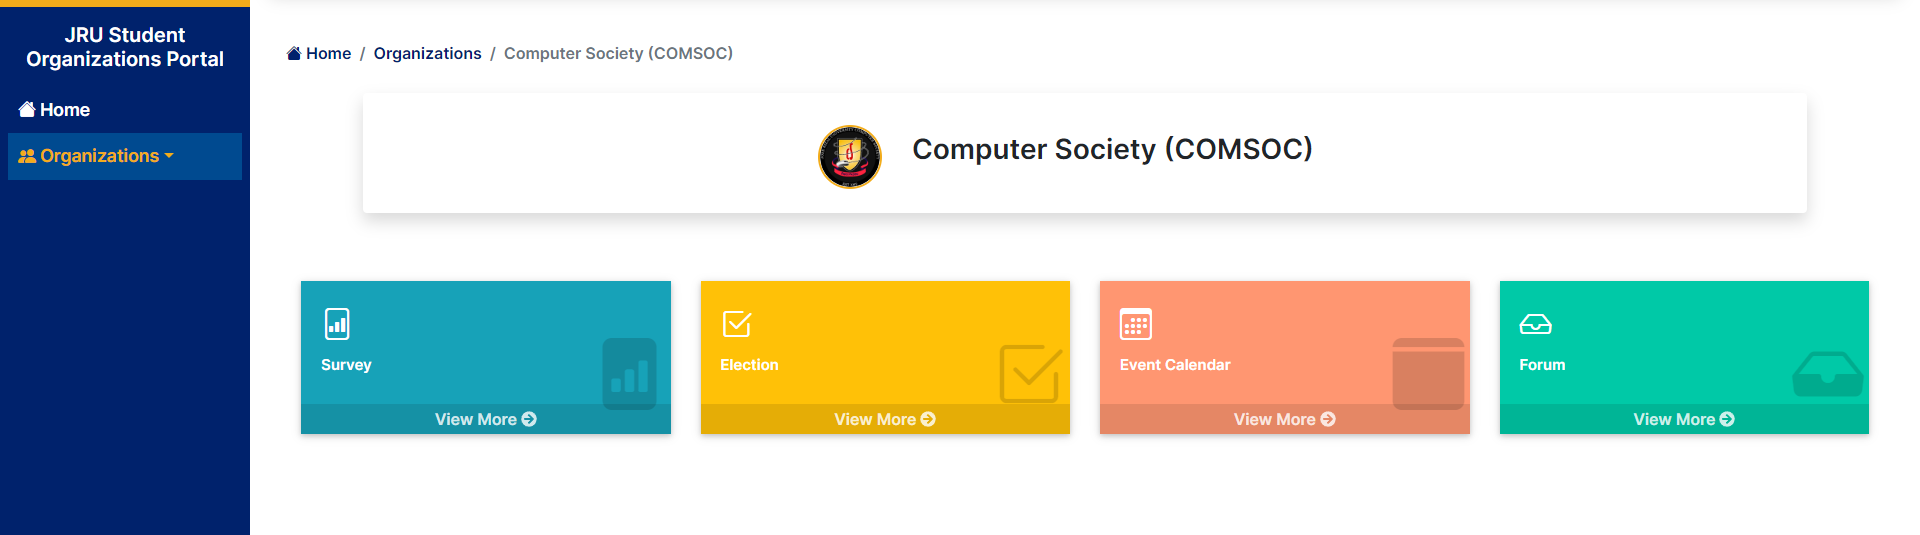 JRU Student
Organizations Portal
Home
Organizations
Home / Organizations / Computer Society (COMSOC)
Computer Society (COMSOC)
Survey
View More
Election
View More
Event Calendar
View More
Forum
View More